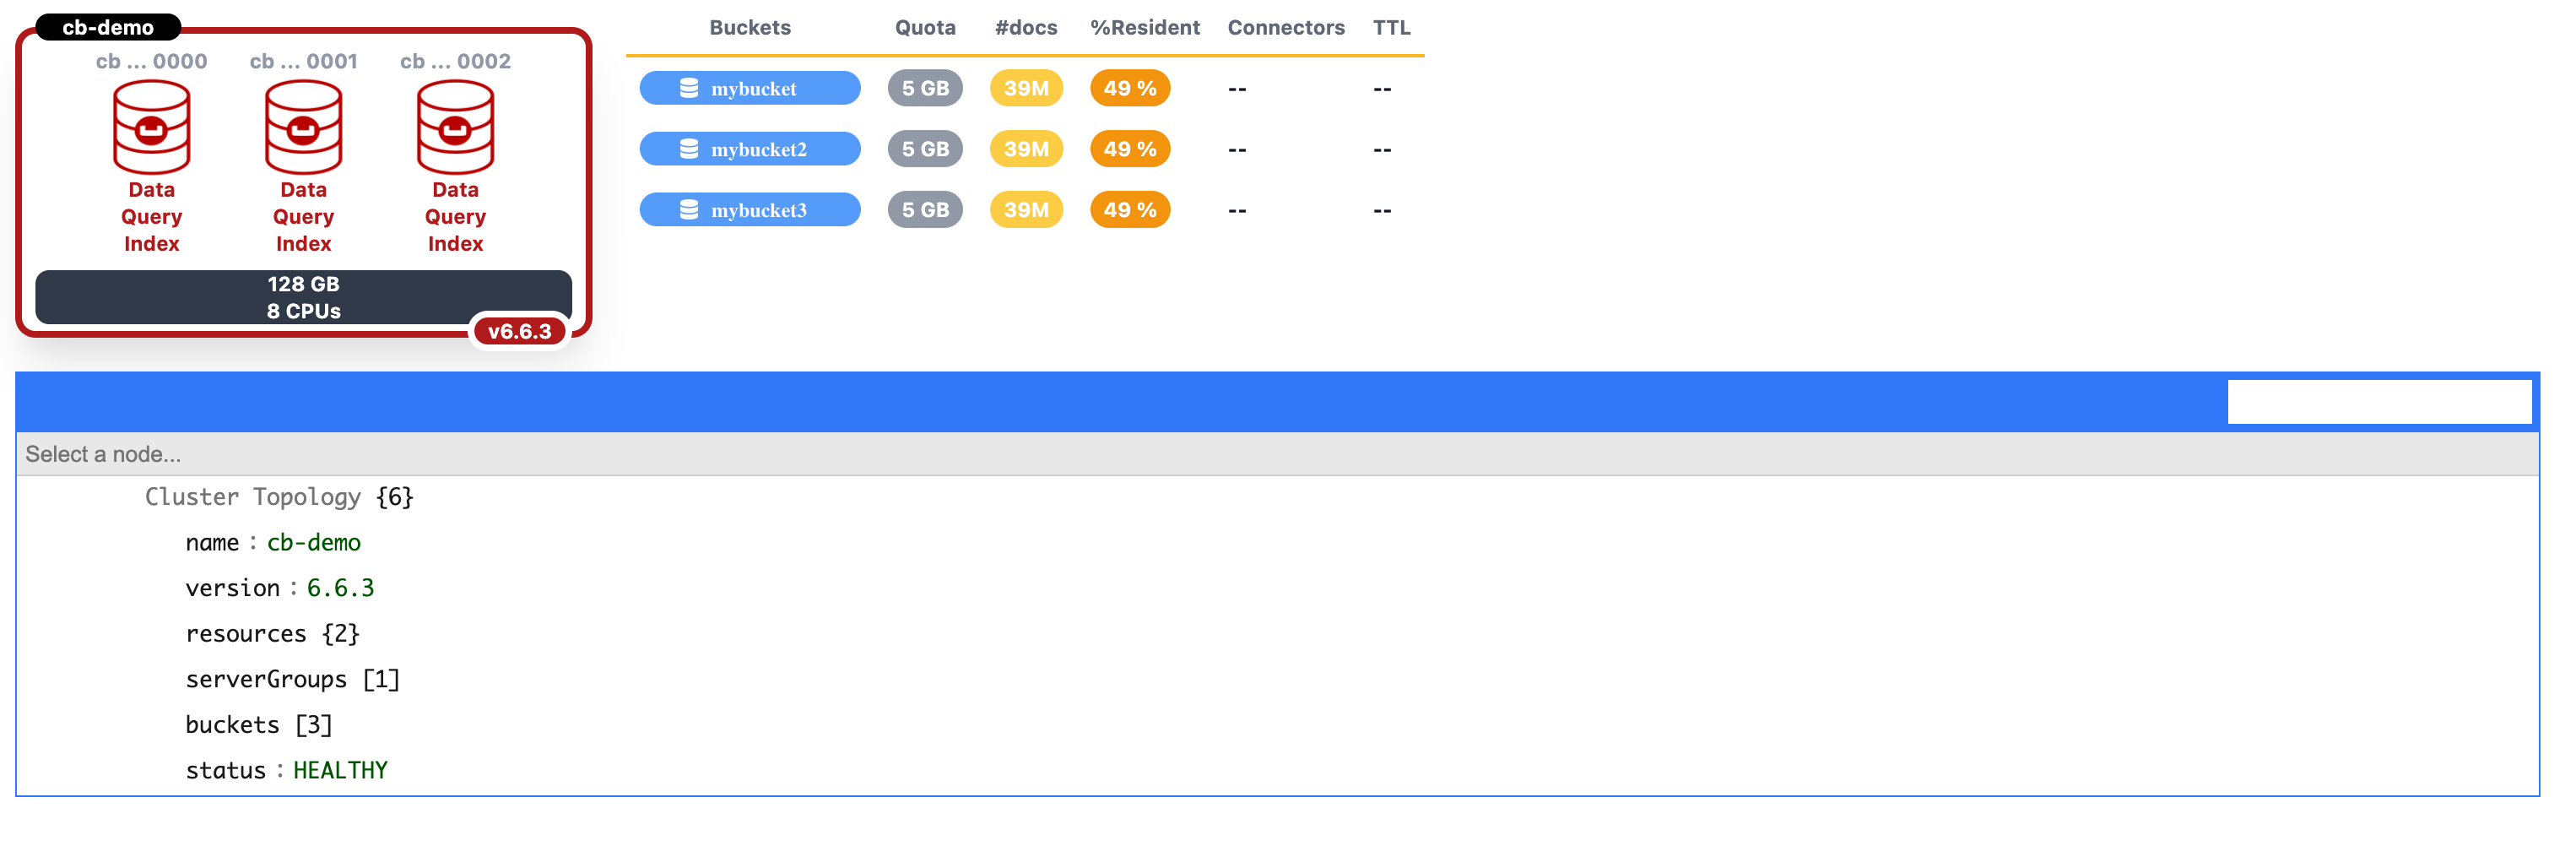 cb-demo
cb ... 0000 cb ... 0001 cb ... 0002
Data Data Data
Query Query Query
Index Index Index
128 GB
8 CPUs
v6.6.3
Buckets Quota #docs %Resident Connectors TTL
mybucket 5 GB 39M 49 % -- --
mybucket2 5 GB 39M 49 % -- --
mybucket3 5 GB 39M 49 % -- --
Select a node...
Cluster Topology {6}
name : cb-demo
version : 6.6.3
resources {2}
serverGroups [1]
buckets [3]
status : HEALTHY